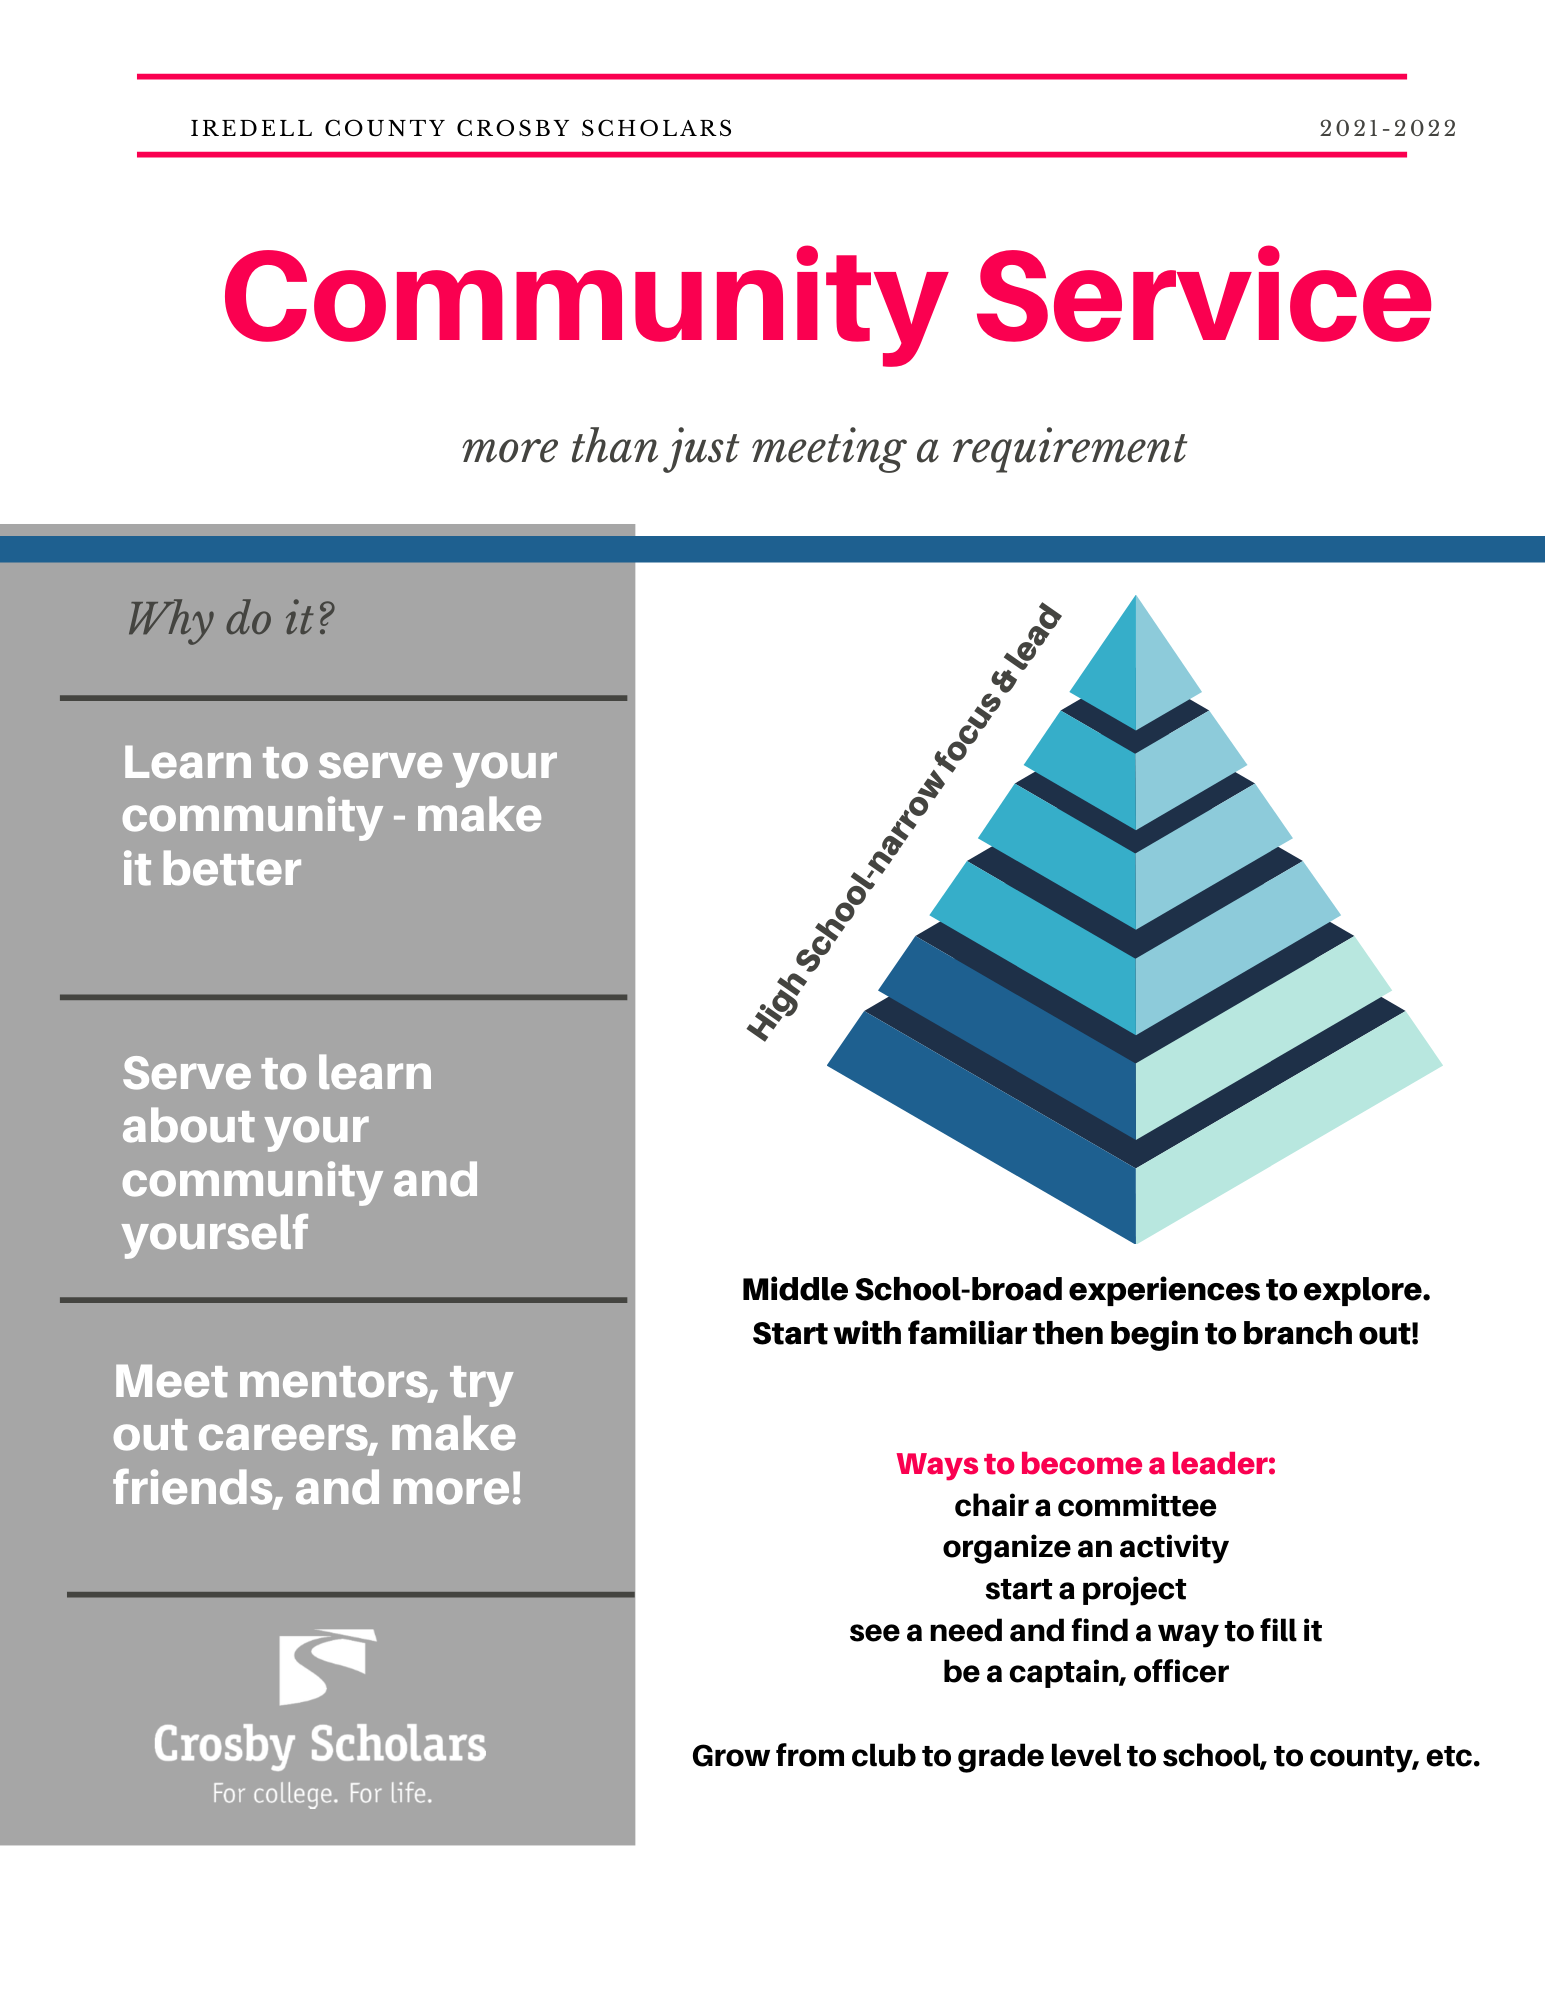 IREDELL COUNTY CROSBY SCHOLARS
2021-2022
Community Service
more than just meeting a requirement
Why do it?
Learn to serve your
community - make
it better
Serve to learn
about your
community and
yourself
Meet mentors, try
out careers, make
friends, and more!
Crosby Scholars
For college. For life.
High School-narrow focus & lead
Middle School-broad experiences to explore.
Start with familiar then begin to branch out!
Ways to become a leader:
chair a committee
organize an activity
start a project
see a need and find a way to fill it
be a captain, officer
Grow from club to grade level to school, to county, etc.